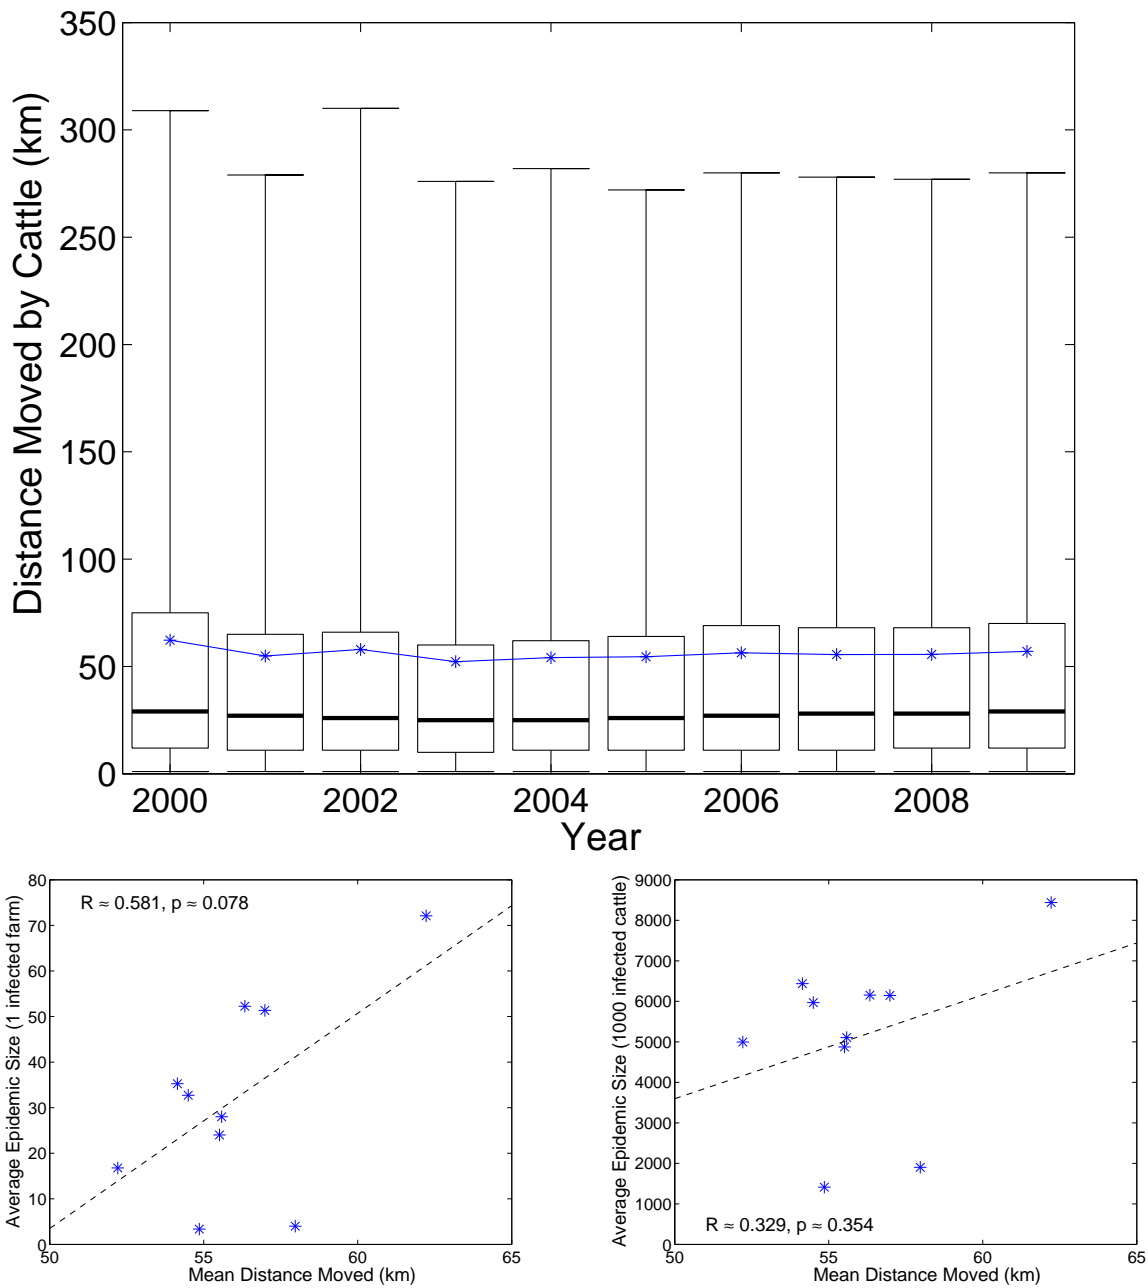 350
300
250
200
150
100
50
0
Distance Moved by Cattle (km)
2000 2002 2004 2006 2008
Year
80
70
60
50
40
30
20
10
0
Average Epidemic Size (1 infected farm)
R ≈ 0.581, p ≈ 0.078
50 55 60 65
Mean Distance Moved (km)
9000
8000
7000
6000
5000
4000
3000
2000
1000
0
Average Epidemic Size (1000 infected cattle)
R ≈ 0.329, p ≈ 0.354
50 55 60 65
Mean Distance Moved (km)